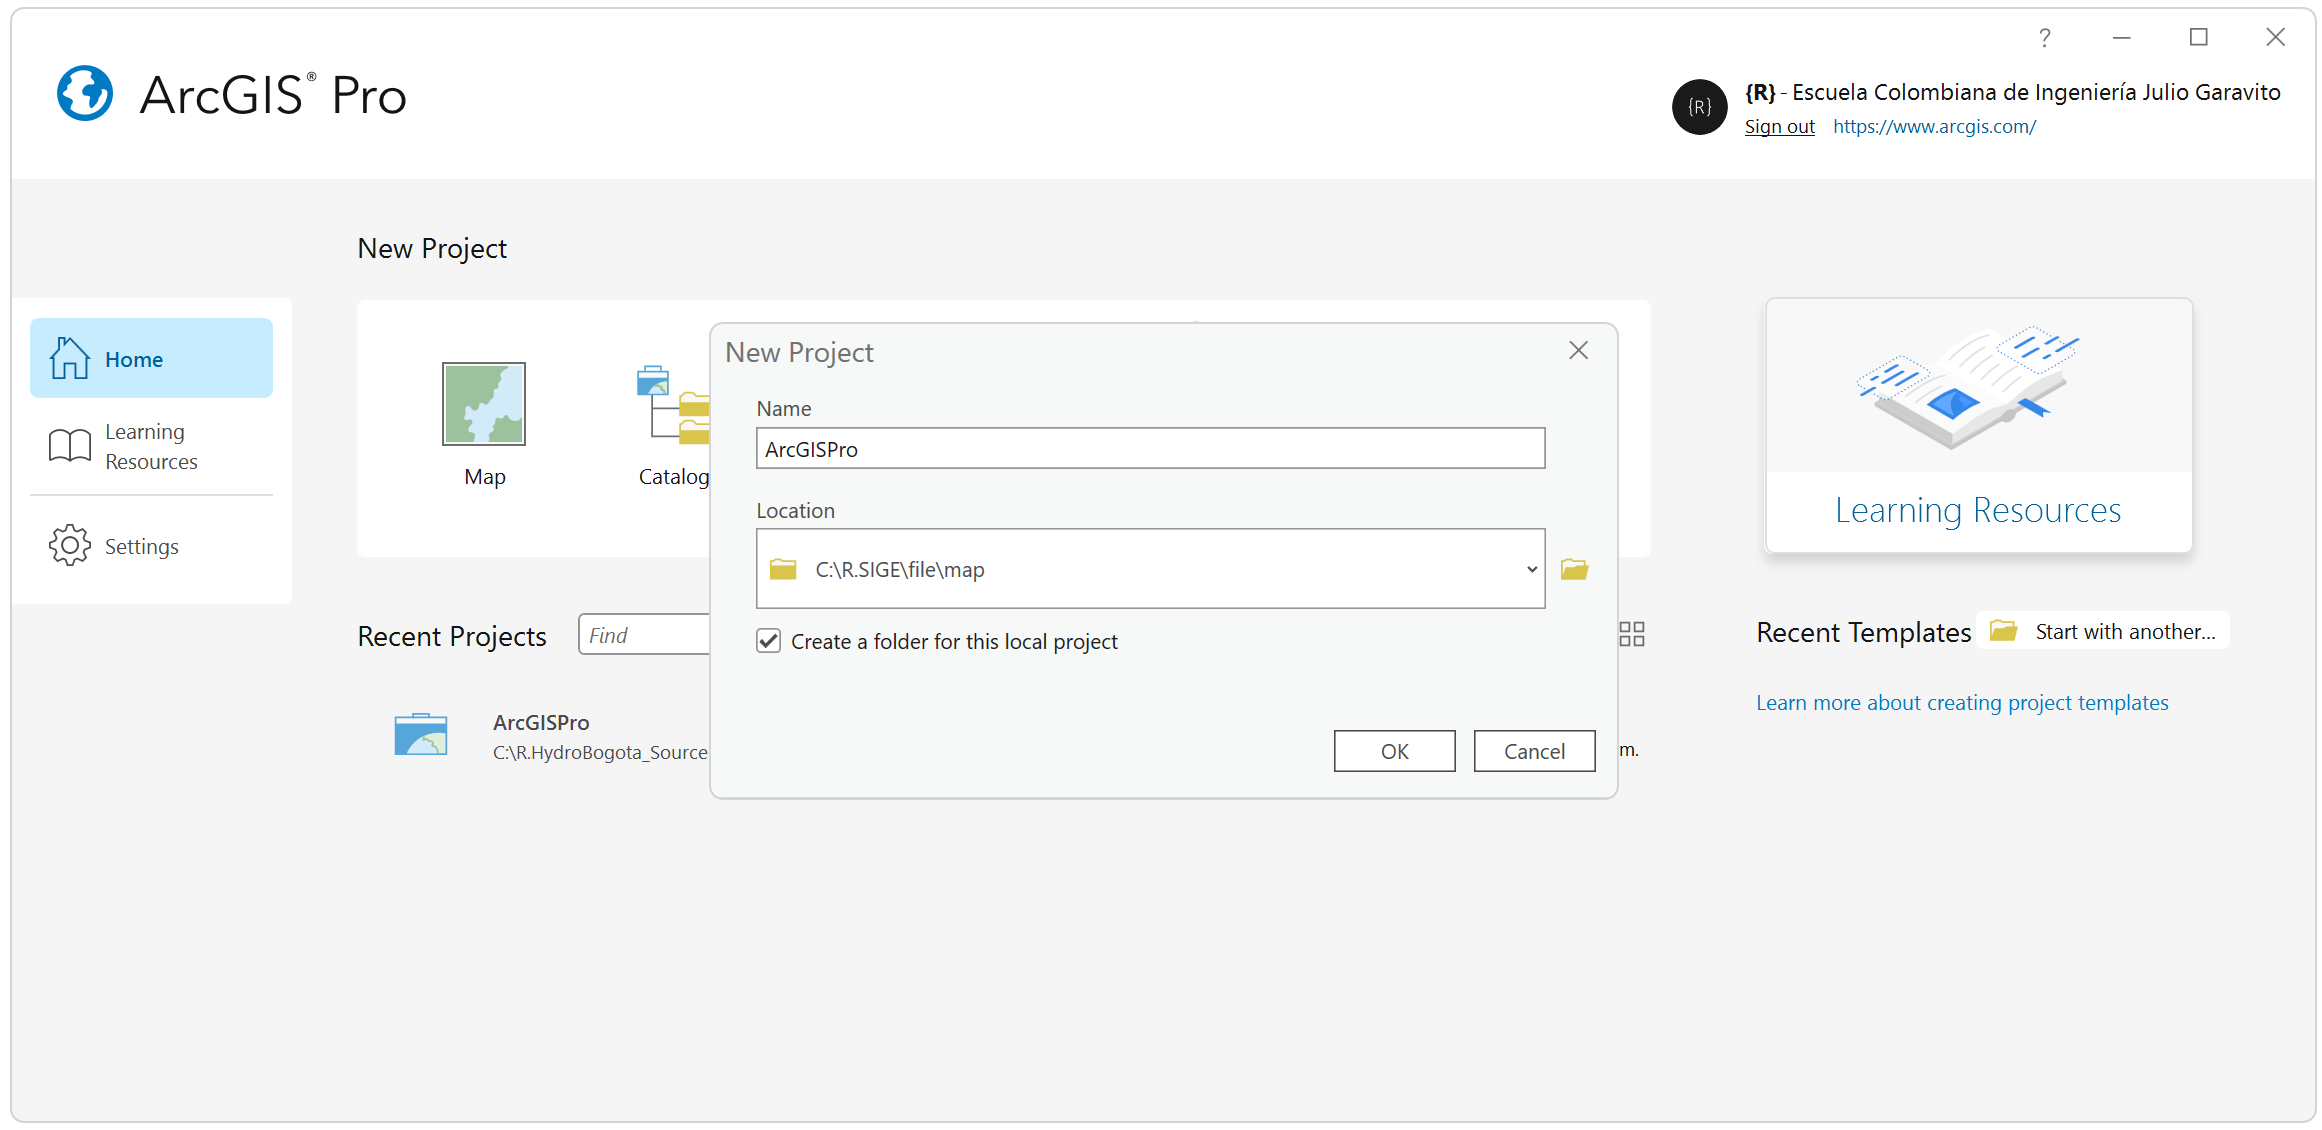 ArcGIS® Pro
?
{R}
{R} - Escuela Colombiana de Ingeniería Julio Garavito
Sign out https://www.arcgis.com/
New Project
Home
Learning
Resources
Settings
Map
Catalog
New Project
Name
ArcGISPro
Location
C:\R.SIGE\file\map
Create a folder for this local project
OK Cancel
Learning Resources
Recent Projects
Find
ArcGISPro
C:\R.HydroBogota_Source
m.
Recent Templates
Start with another...
Learn more about creating project templates